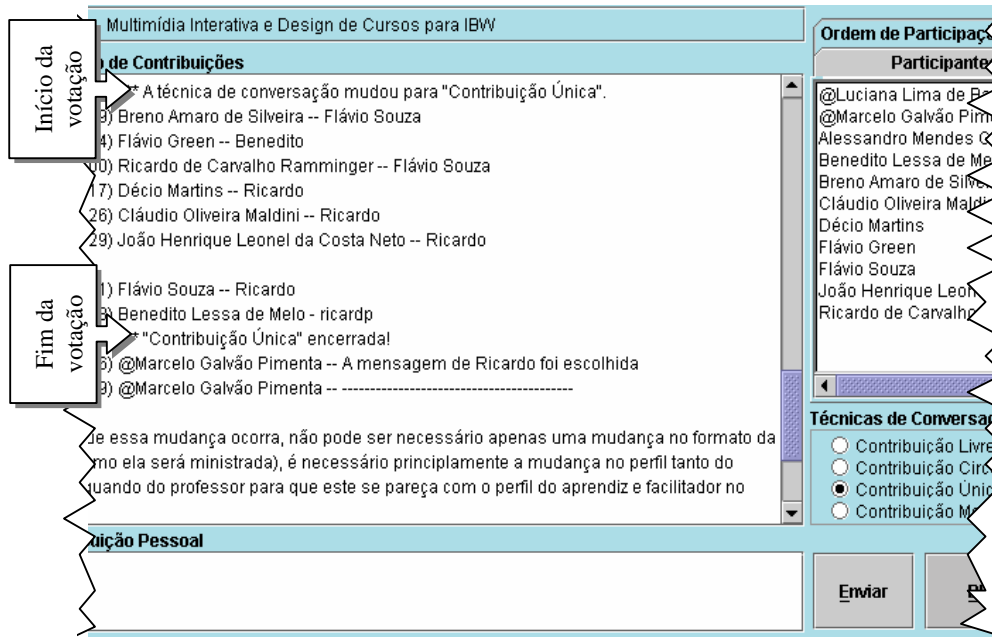 Multimídia Interativa e Design de Cursos para IBW
Início da
votação
de Contribuições
* A técnica de conversação mudou para "Contribuição Única".
9) Breno Amaro de Silveira -- Flávio Souza
4) Flávio Green -- Benedito
00) Ricardo de Carvalho Ramminger -- Flávio Souza
17) Décio Martins -- Ricardo
26) Cláudio Oliveira Maldini -- Ricardo
29) João Henrique Leonel da Costa Neto -- Ricardo
Fim da
votação
1) Flávio Souza -- Ricardo
Benedito Lessa de Melo - ricardp
* "Contribuição Única" encerrada!
6) @Marcelo Galvão Pimenta -- A mensagem de Ricardo foi escolhida
9) @Marcelo Galvão Pimenta -- -----------------------------------------
essa mudança ocorra, não pode ser necessário apenas uma mudança no formato da
mo ela será ministrada), é necessário principlamente a mudança no perfil tanto do
quando do professor para que este se pareça com o perfil do aprendiz e facilitador no
uição Pessoal
Ordem de Participaç
Participante
@Luciana Lima de
@Marcelo Galvão Pim
Alessandro Mendes
Benedito Lessa de Me
Breno Amaro de Silve
Cláudio Oliveira Maldi
Décio Martins
Flávio Green
Flávio Souza
João Henrique Leon
Ricardo de Carvalho
Técnicas de Conversaç
Contribuição Livre
Contribuição Circ
Contribuição Únic
Contribuição M
Enviar